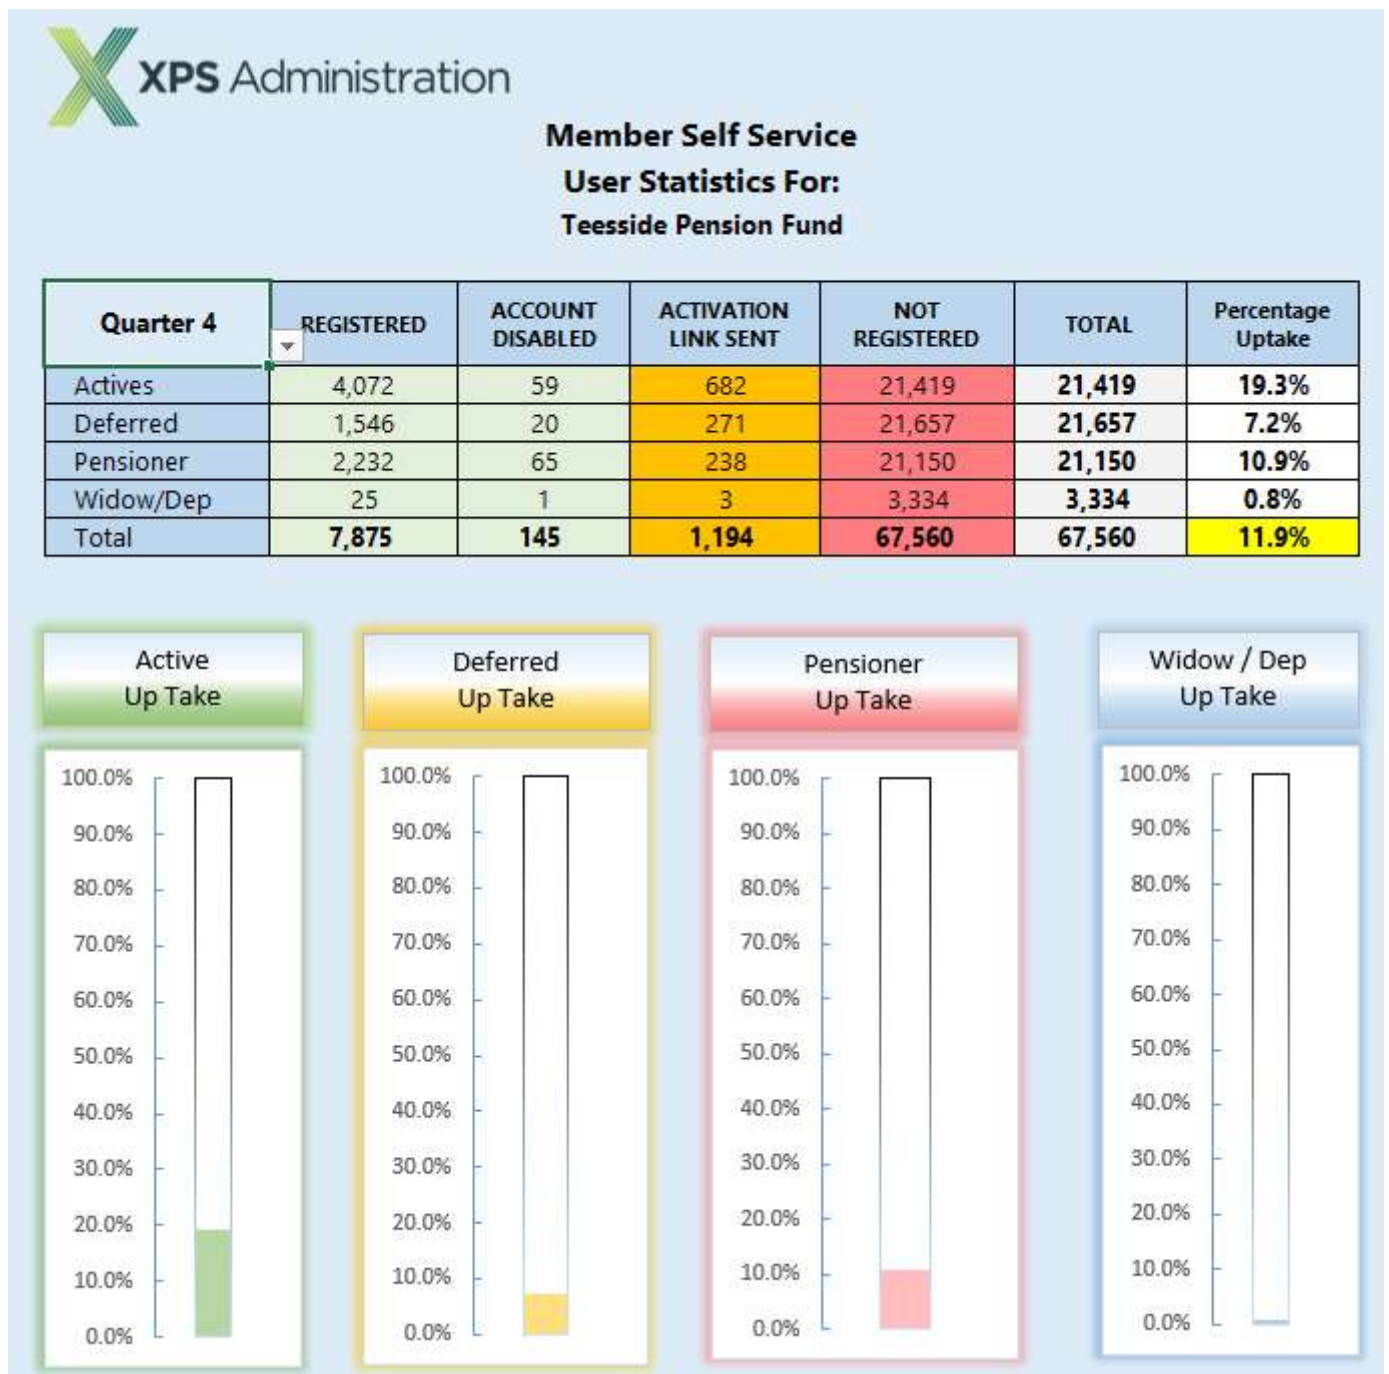 XPS Administration
Member Self Service
User Statistics For:
Teesside Pension Fund
Quarter 4 REGISTERED ACCOUNT DISABLED ACTIVATION LINK SENT NOT REGISTERED TOTAL Percentage Uptake
Actives 4,072 59 682 21,419 21,419 19.3%
Deferred 1,546 20 271 21,657 21,657 7.2%
Pensioner 2,232 65 238 21,150 21,150 10.9%
Widow/Dep 25 1 3 3,334 3,334 0.8%
Total 7,875 145 1,194 67,560 67,560 11.9%
Active
Up Take
100.0%
90.0%
80.0%
70.0%
60.0%
50.0%
40.0%
30.0%
20.0%
10.0%
0.0%
Deferred
Up Take
100.0%
90.0%
80.0%
70.0%
60.0%
50.0%
40.0%
30.0%
20.0%
10.0%
0.0%
Pensioner
Up Take
100.0%
90.0%
80.0%
70.0%
60.0%
50.0%
40.0%
30.0%
20.0%
10.0%
0.0%
Widow / Dep
Up Take
100.0%
90.0%
80.0%
70.0%
60.0%
50.0%
40.0%
30.0%
20.0%
10.0%
0.0%